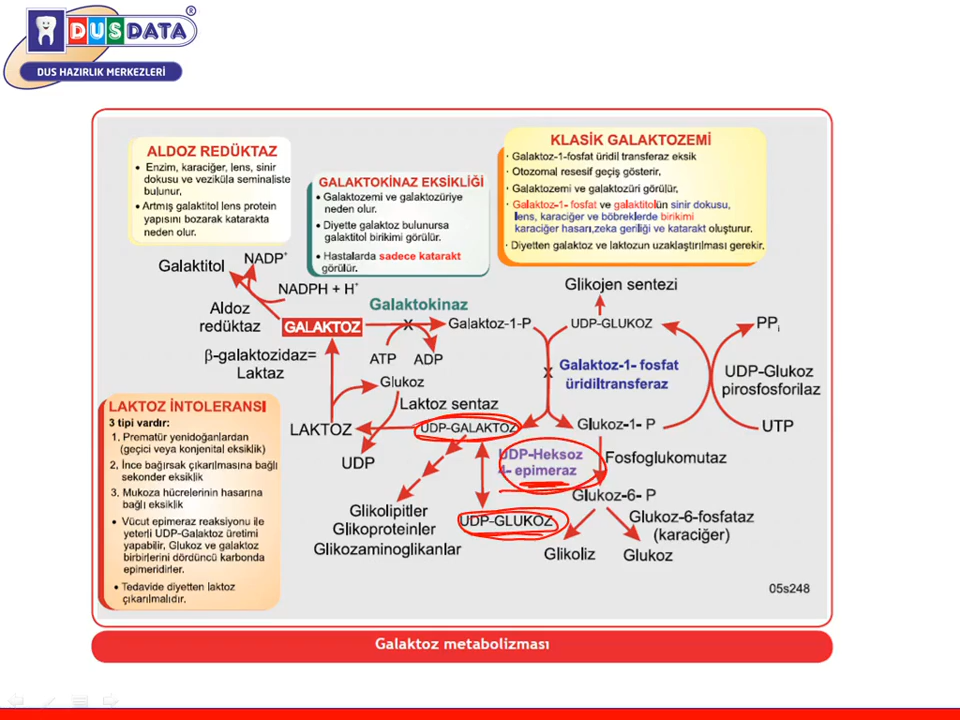 DUSDATA
®
DUS HAZIRLIK MERKEZLERİ
ALDOZ REDÜKTAZ
• Enzim, karaciğer, lens, sinir
dokusu ve vezikúla seminaliste
bulunur,
• Artmış galaktitol lens protein
yapısını bozarak katarakta
neden olur.
GALAKTOKİNAZ EKSİKLİĞİ
• Galaktozemi ve galaktozüriye
neden olur.
• Diyette galaktoz bulunursa
galaktitol birikimi görülür.
• Hastalarda sadece katarakt
görülür.
KLASİK GALAKTOZEMİ
· Galaktoz-1-fosfat üridil transferaz eksik
· Otozomal resesif geçiş gösterir,
· Galaktozemi ve galaktozüri görülür,
· Galaktoz-1- fosfat ve galaktitolün sinir dokusu,
lens, karaciğer ve böbreklerde birikimi
karaciğer hasarı,zeka geriliği ve katarakt oluşturur.
· Diyetten galaktoz ve laktozun uzaklaştırılması gerekir.
Galaktitol
NADP+
NADPH + H+
Aldoz
redüktaz
GALAKTOZ
Galaktokinaz
X
Galaktoz-1-P
ATP
ADP
Glikojen sentezi
UDP-GLUKOZ
PPi
β-galaktozidaz=
Laktaz
Glukoz
X
Galaktoz-1- fosfat
üridiltransferaz
UDP-Glukoz
pirosfosforilaz
Laktoz sentaz
LAKTOZ
UDP-GALAKTOZ
Glukoz-1- P
UTP
UDP
UDP-Heksoz
4- epimeraz
Fosfoglukomutaz
Glukoz-6- P
Glikolipitler
Glikoproteinler
Glikozaminoglikanlar
UDP-GLUKOZ
Glukoz-6-fosfataz
(karaciğer)
Glikoliz
Glukoz
LAKTOZ İNTOLERANSI
3 tipi vardır:
1. Prematür yenidoğanlardan
(geçici veya konjenital eksiklik)
2. İnce bağırsak çıkarılmasına bağlı
sekonder eksiklik
3. Mukoza hücrelerinin hasarına
bağlı eksiklik
• Vücut epimeraz reaksiyonu ile
yeterli UDP-Galaktoz üretimi
yapabilir, Glukoz ve galaktoz
birbirlerini dördüncü karbonda
epimeridirler.
• Tedavide diyetten laktoz
çıkarılmalıdır.
05s248
Galaktoz metabolizması